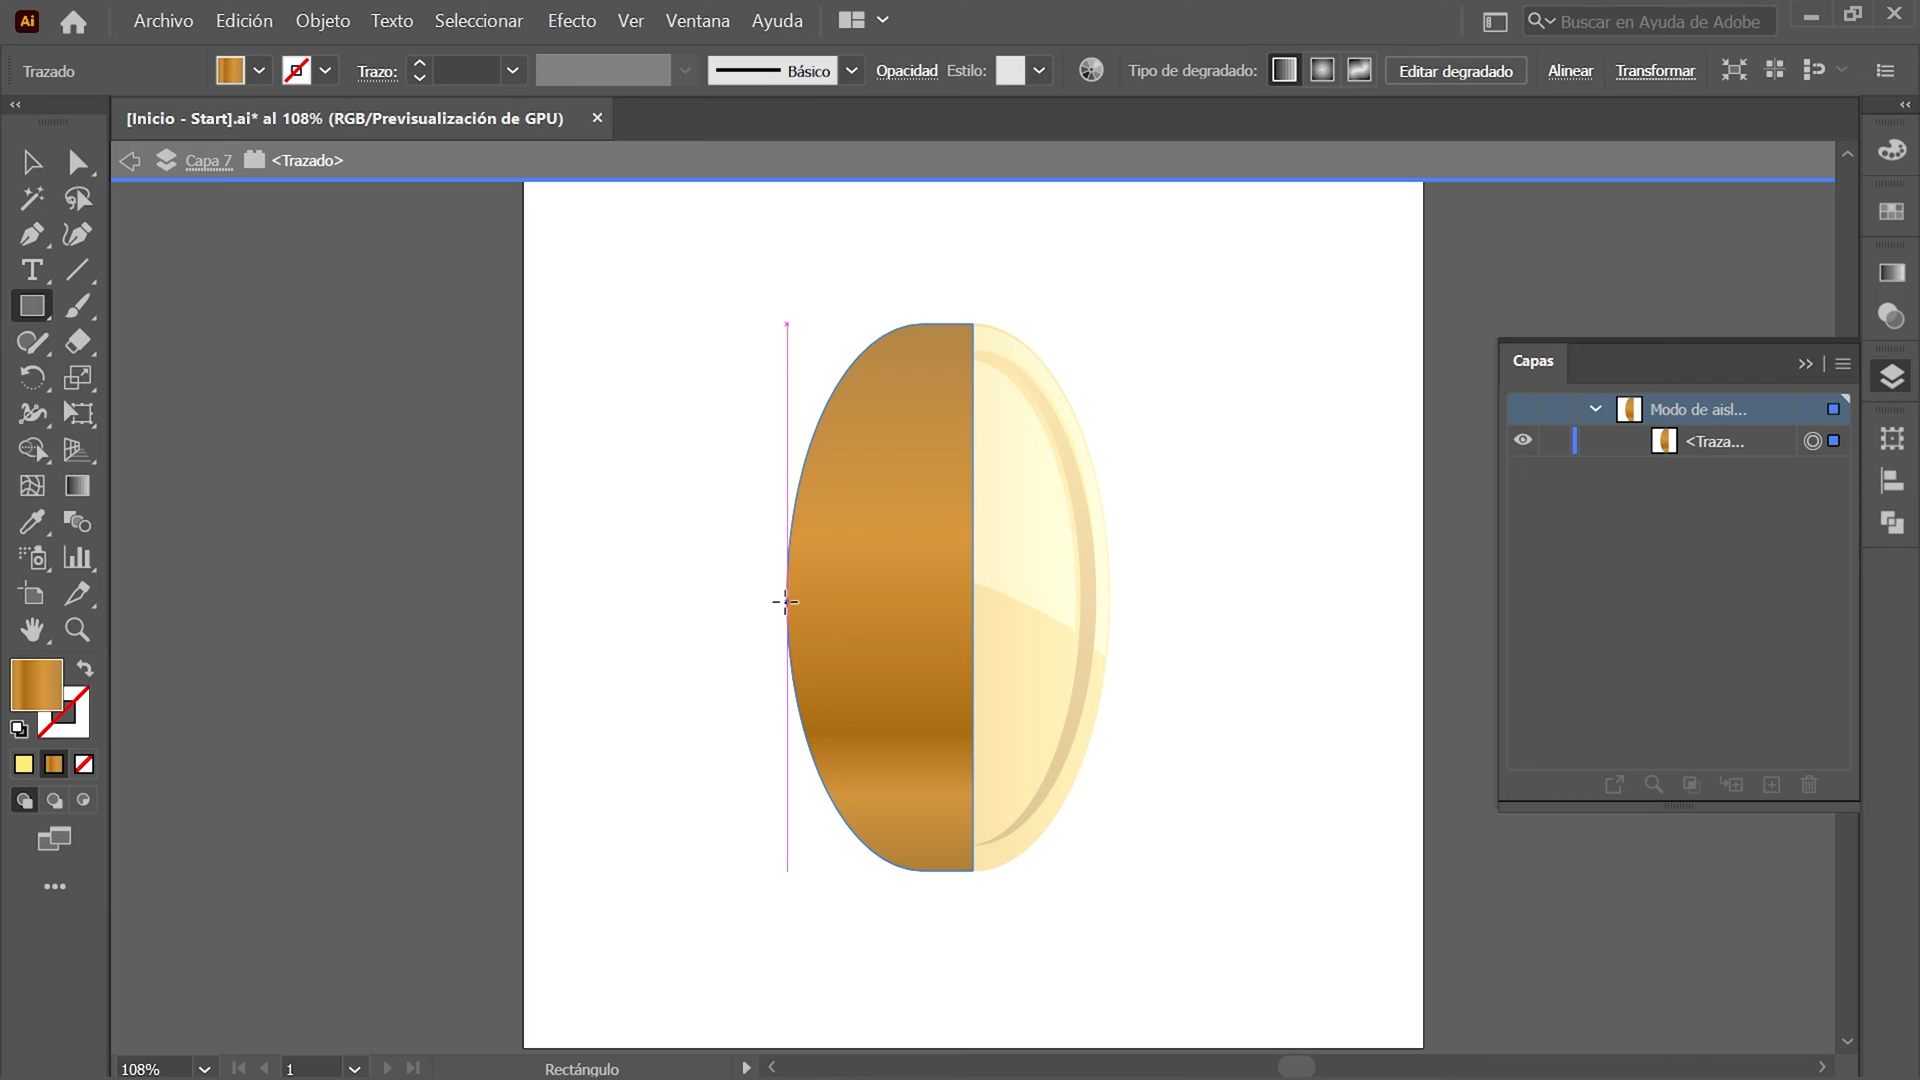 Ai
Archivo
Edición
Objeto
Texto
Seleccionar
Efecto
Ver
Ventana
Ayuda
Buscar en Ayuda de Adobe
Trazado
Trazo:
Básico
Opacidad
Estilo:
Tipo de degradado:
Editar degradado
Alinear
Transformar
[Inicio - Start].ai* al 108% (RGB/Previsualización de GPU)
Capa 7
<Trazado>
Capas
Modo de aisl...
<Traza...
108%
1
Rectángulo